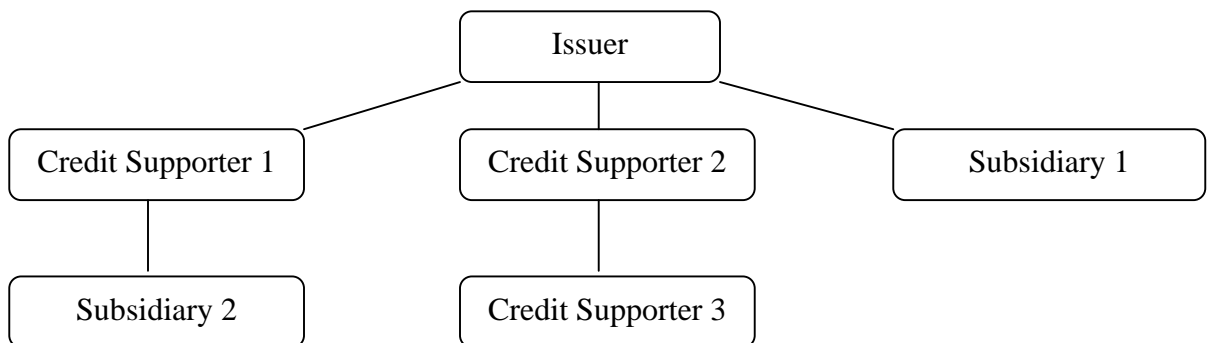 Issuer
Credit Supporter 1
Credit Supporter 2
Subsidiary 1
Subsidiary 2
Credit Supporter 3